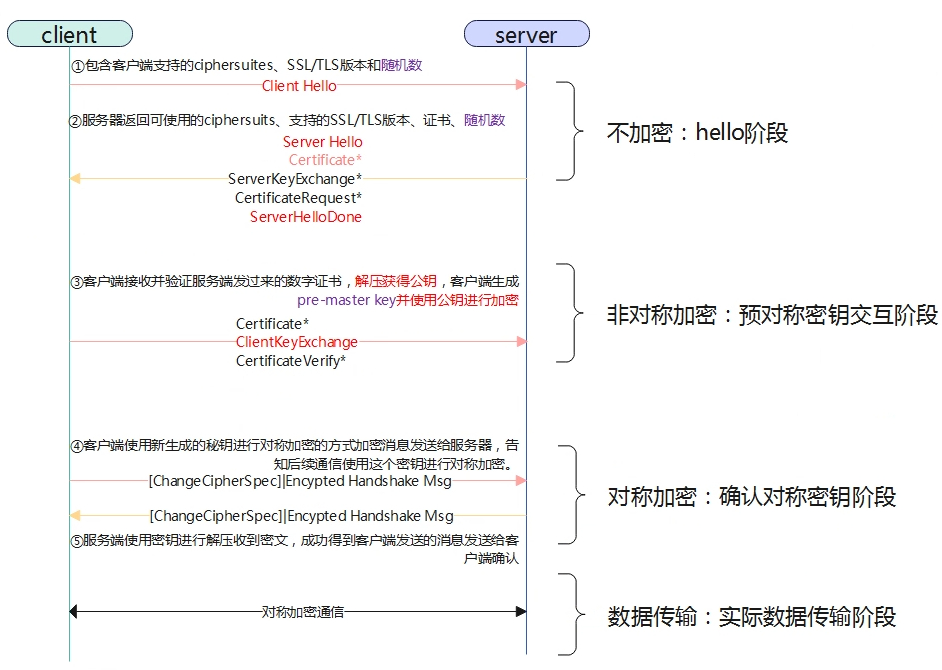 client
server
①包含客户端支持的ciphersuites、SSL/TLS版本和随机数
Client Hello
②服务器返回可使用的ciphersuits、支持的SSL/TLS版本、证书、随机数
Server Hello
Certificate*
ServerKeyExchange*
CertificateRequest*
ServerHelloDone
不加密：hello阶段
③客户端接收并验证服务端发过来的数字证书，解压获得公钥，客户端生成
pre-master key并使用公钥进行加密
Certificate*
ClientKeyExchange
CertificateVerify*
非对称加密：预对称密钥交互阶段
④客户端使用新生成的秘钥进行对称加密的方式加密消息发送给服务器，告
知后续通信使用这个密钥进行对称加密。
[ChangeCipherSpec]|Encypted Handshake Msg
[ChangeCipherSpec]|Encypted Handshake Msg
⑤服务端使用密钥进行解压收到密文，成功得到客户端发送的消息发送给客
户端确认
对称加密：确认对称密钥阶段
对称加密通信
数据传输：实际数据传输阶段